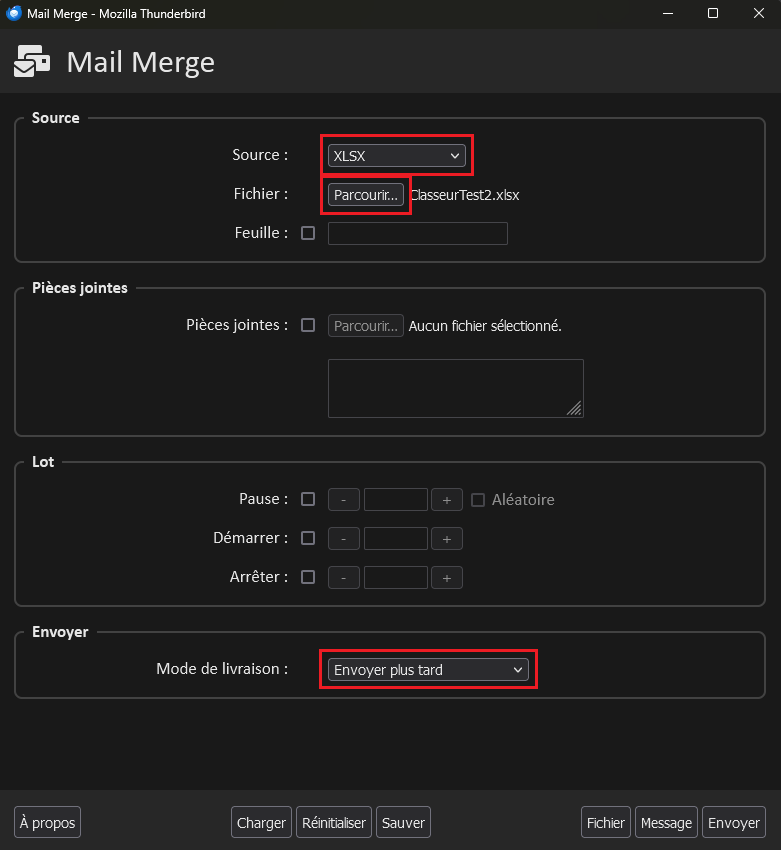 Mail Merge - Mozilla Thunderbird
Mail Merge
Source
Source : XLSX
Fichier : Parcourir... ClasseurTest2.xlsx
Feuille :
Pièces jointes
Pièces jointes : Parcourir... Aucun fichier sélectionné.
Lot
Pause : - + Aléatoire
Démarrer : - +
Arrêter : - +
Envoyer
Mode de livraison : Envoyer plus tard
À propos Charger Réinitialiser Sauver Fichier Message Envoyer